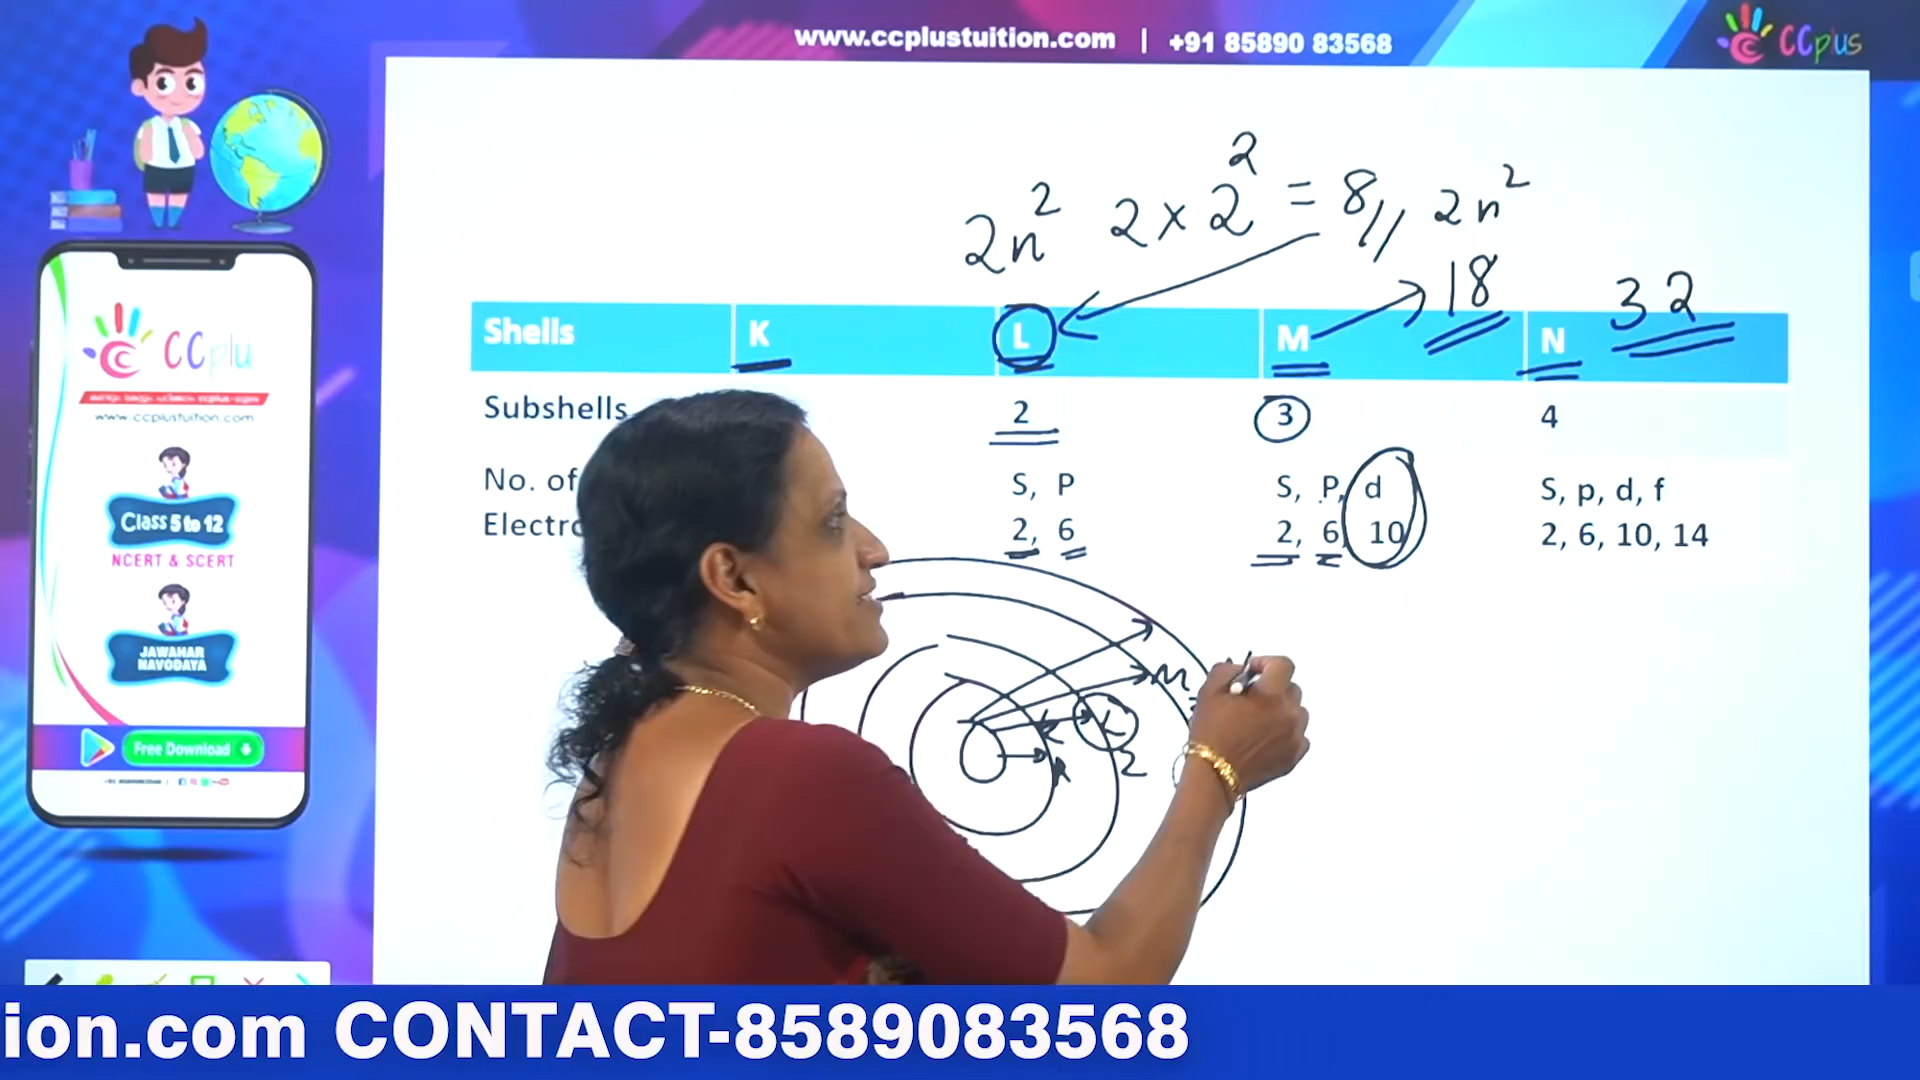 www.ccplustuition.com | +91 85890 83568
CCplus
2n² 2 x 2² = 8// 2n²
18
32
Shells K L M N
Subshells 2 3 4
No. of S, P S, P, d S, p, d, f
Electro 2, 6 2, 6, 10 2, 6, 10, 14
M
K
L
2
CCplu
www.ccplustuition.com
Class 5 to 12
NCERT & SCERT
JAWAHAR
NAVODAYA
Free Download
ion.com CONTACT-8589083568